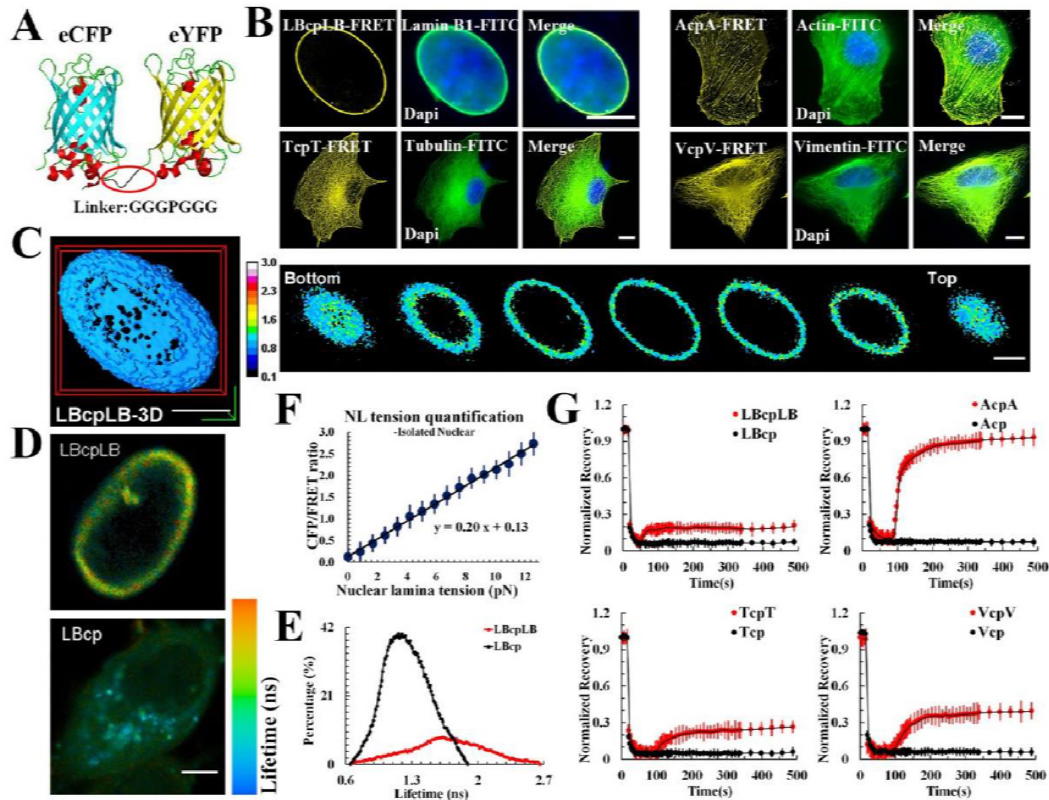 A
eCFP eYFP
Linker:GGGPGGG
B
LBcpLB-FRET Lamin B1-FITC Merge
Dapi
AcpA-FRET Actin-FITC Merge
Dapi
TcpT-FRET Tubulin-FITC Merge
Dapi
VcpV-FRET Vimentin-FITC Merge
Dapi
C
LBcpLB-3D
3.0
2.3
1.6
0.8
0.1
Bottom
Top
D
LBcpLB
LBcp
Lifetime (ns)
F
NL tension quantification
-Isolated Nuclear
CFP/FRET ratio
3.0
2.5
2.0
1.5
1.0
0.5
0.0
y = 0.20 x + 0.13
0 2 4 6 8 10 12
Nuclear lamina tension (pN)
E
LBcpLB
LBcp
Percentage (%)
42
21
0
0.6 1.3 2 2.7
Lifetime (ns)
G
LBcpLB
LBcp
Normalized Recovery
1.2
0.9
0.6
0.3
0
0 100 200 300 400 500
Time(s)
AcpA
Acp
Normalized Recovery
1.2
0.9
0.6
0.3
0
0 100 200 300 400 500
Time(s)
TcpT
Tcp
Normalized Recovery
1.2
0.9
0.6
0.3
0
0 100 200 300 400 500
Time(s)
VcpV
Vcp
Normalized Recovery
1.2
0.9
0.6
0.3
0
0 100 200 300 400 500
Time(s)